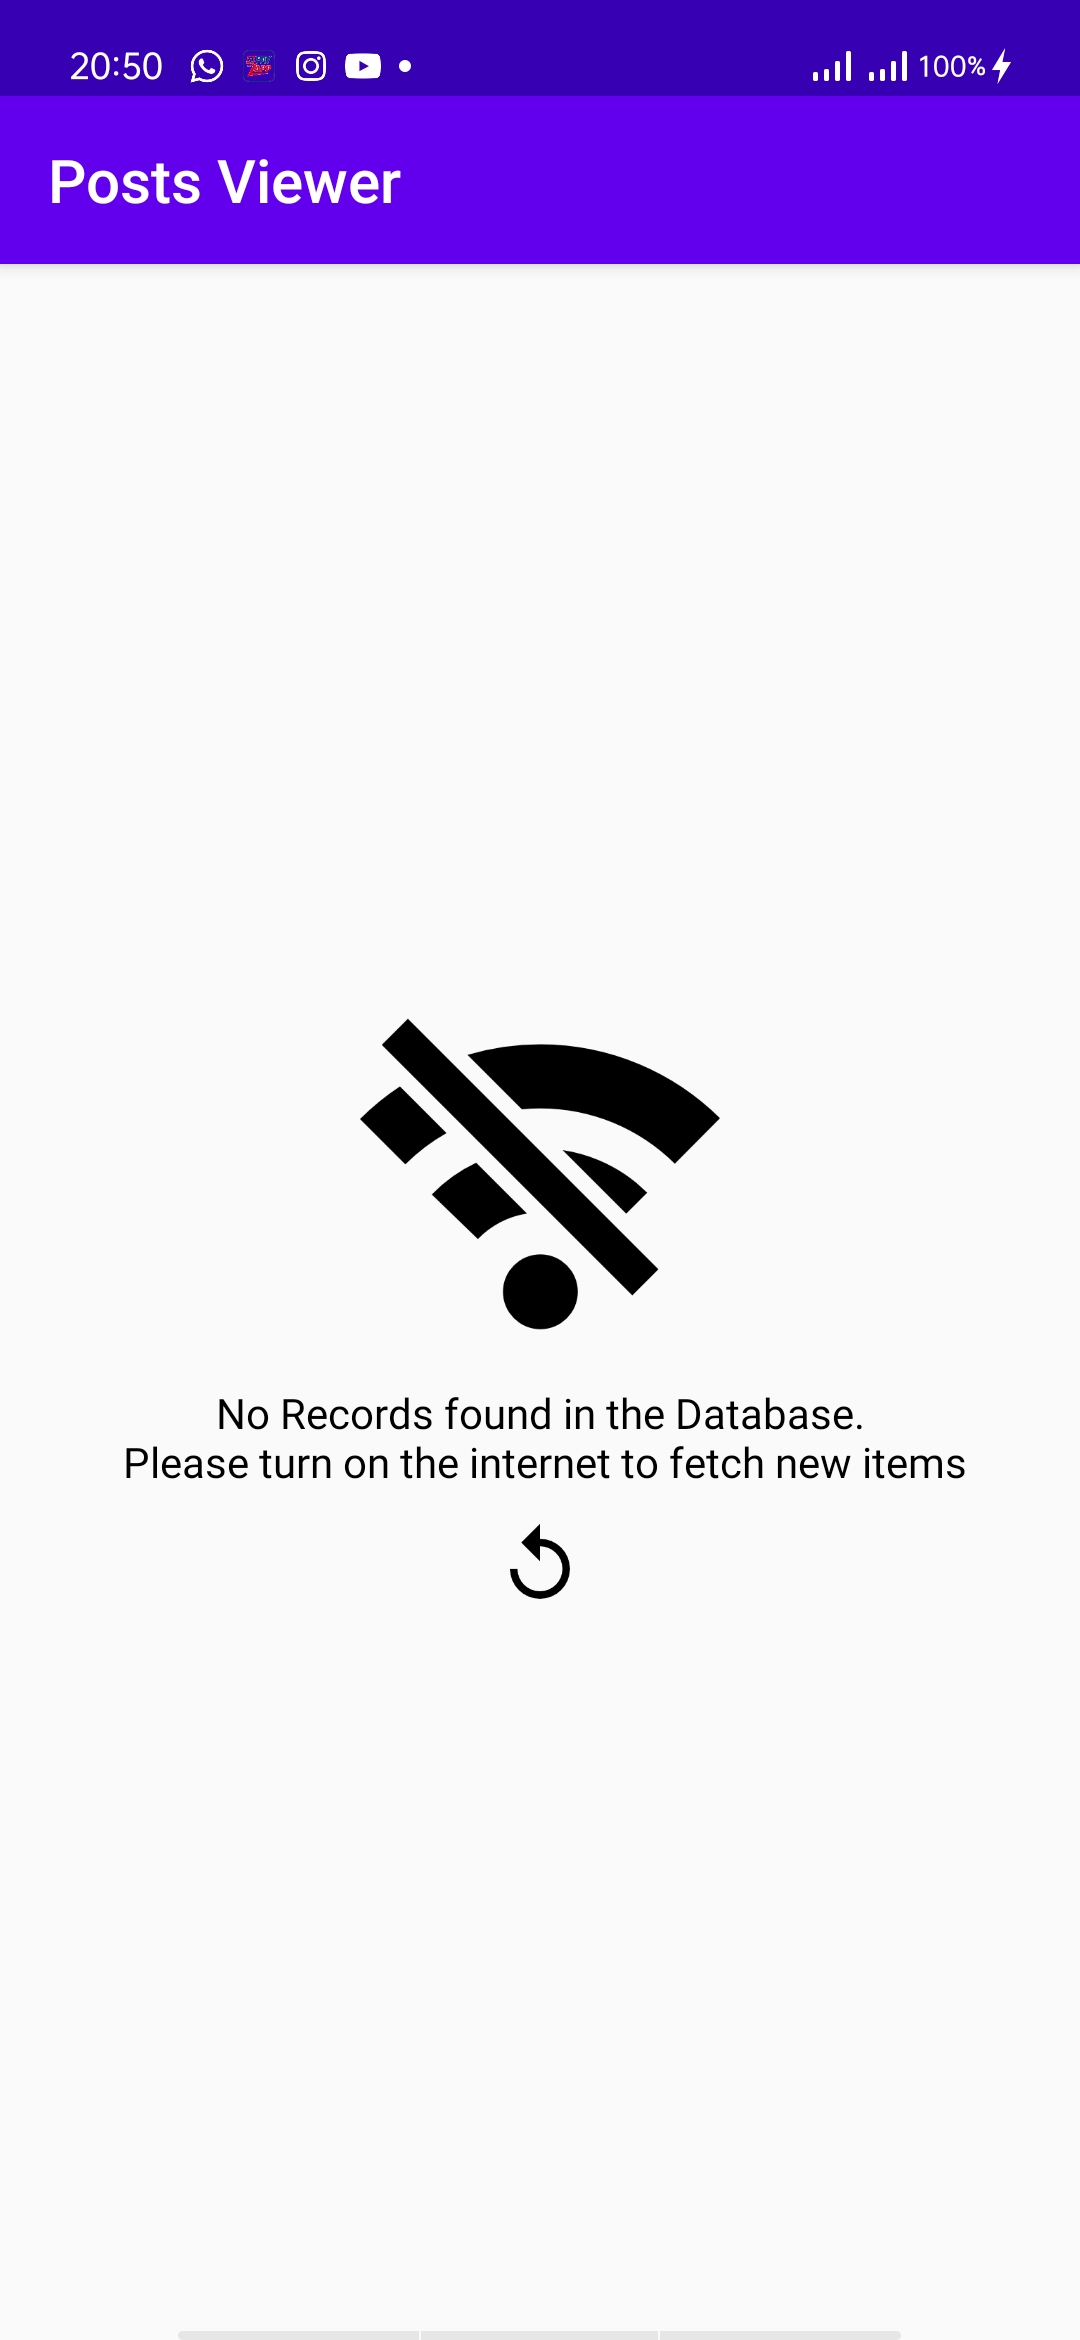 20:50
100%
Posts Viewer
No Records found in the Database.
Please turn on the internet to fetch new items